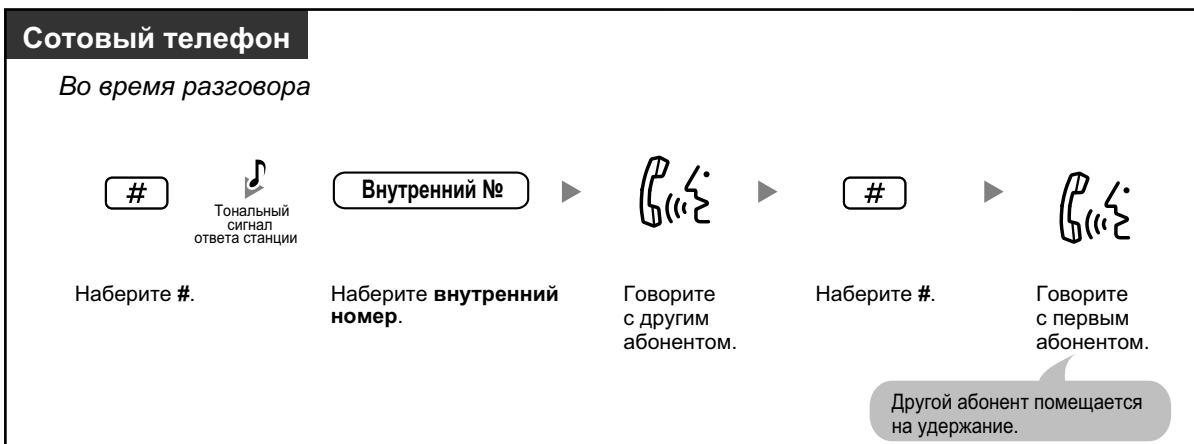 Сотовый телефон
Во время разговора
#
Тональный
сигнал
ответа станции
Внутренний №
#
Наберите #.
Наберите внутренний
номер.
Говорите
с другим
абонентом.
Наберите #.
Говорите
с первым
абонентом.
Другой абонент помещается
на удержание.